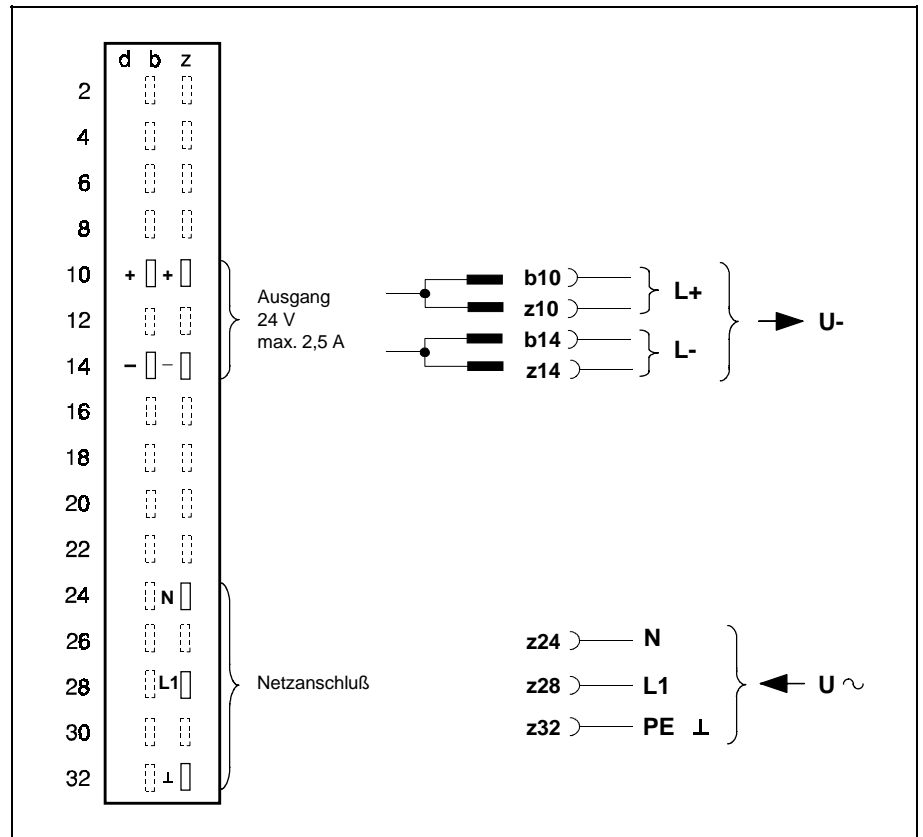 d b z
2
4
6
8
10 + +
12
14 – –
16
18
20
22
24 N
26
28 L1
30
32 ⊥
Ausgang
24 V
max. 2,5 A
b10
z10
L+
b14
z14
L-
U-
Netzanschluß
z24 N
z28 L1
z32 PE ⊥
U ∼